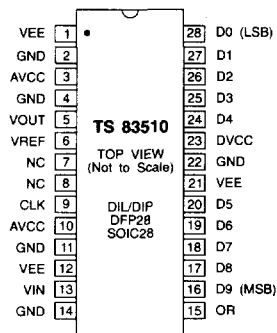 VEE 1 28 D0 (LSB)
GND 2 27 D1
AVCC 3 26 D2
GND 4 25 D3
VOUT 5 24 D4
VREF 6 23 DVCC
NC 7 22 GND
NC 8 21 VEE
CLK 9 20 D5
AVCC 10 19 D6
GND 11 18 D7
VEE 12 17 D8
VIN 13 16 D9 (MSB)
GND 14 15 OR
TS 83510
TOP VIEW
(Not to Scale)
DIL/DIP
DFP28
SOIC28